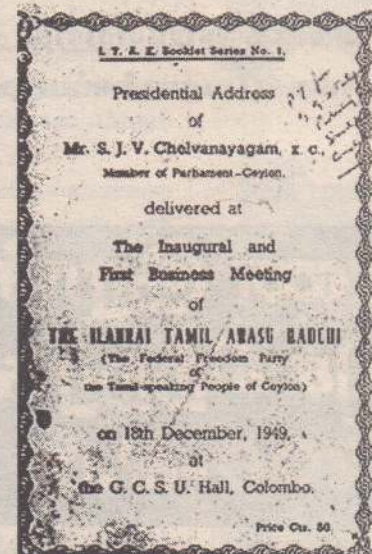 I. T. A. K. Booklet Series No. 1.
Presidential Address
of
Mr. S. J. V. Chelvanayagam, K. C.,
Member of Parliament-Ceylon.
delivered at
The Inaugural and
First Business Meeting
of
THE ILANKAI TAMIL ARASU KADCHI
(The Federal Freedom Party
of
the Tamil-speaking People of Ceylon)
on 18th December, 1949,
at
the G. C. S. U. Hall, Colombo.
Price Cts. 50